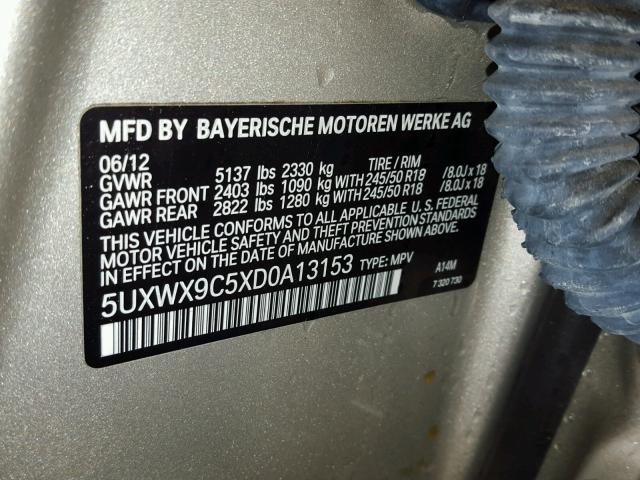 MFD BY BAYERISCHE MOTOREN WERKE AG
06/12 TIRE / RIM
GVWR 5137 lbs 2330 kg
GAWR FRONT 2403 lbs 1090 kg WITH 245/50 R18 /8.0J x 18
GAWR REAR 2822 lbs 1280 kg WITH 245/50 R18 /8.0J x 18
THIS VEHICLE CONFORMS TO ALL APPLICABLE U. S. FEDERAL
MOTOR VEHICLE SAFETY AND THEFT PREVENTION STANDARDS
IN EFFECT ON THE DATE OF MANUFACTURE SHOWN ABOVE.
5UXWX9C5XD0A13153 TYPE: MPV A14M
7 320 730